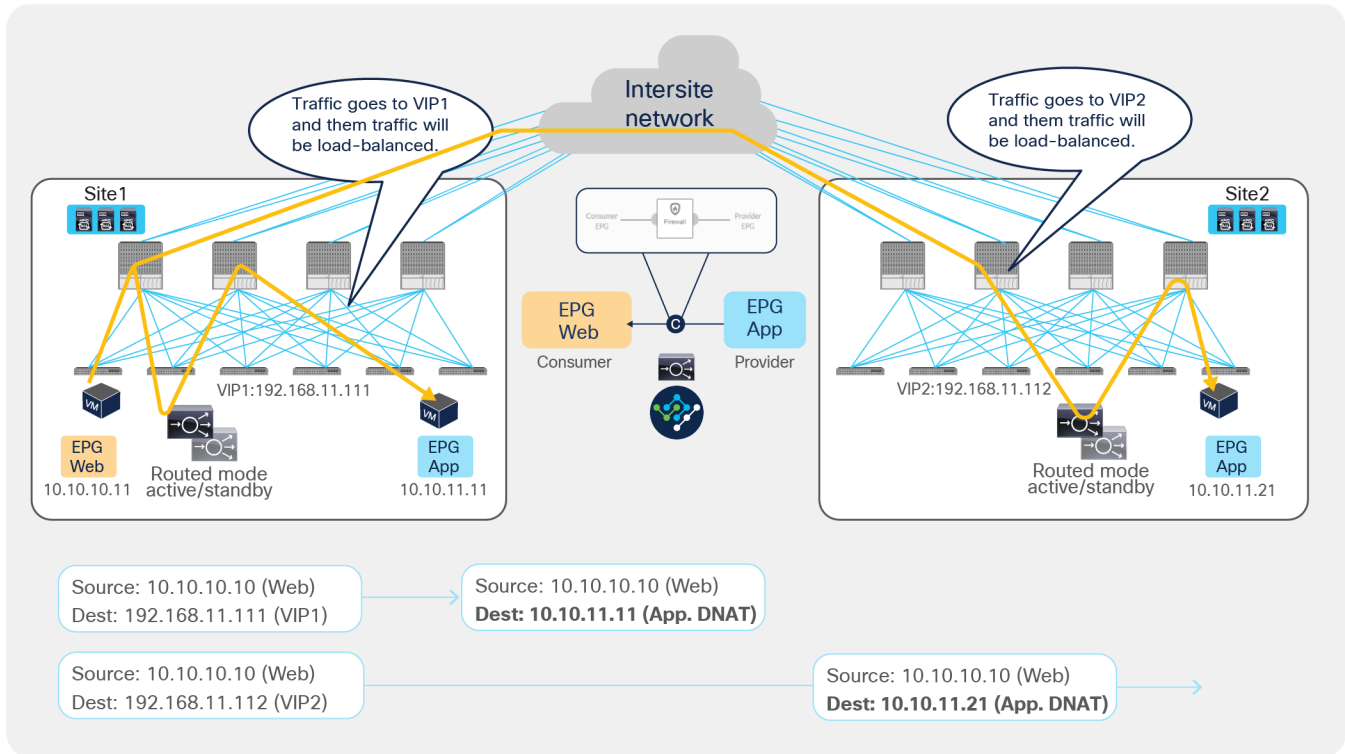 Intersite
network
Traffic goes to VIP1
and them traffic will
be load-balanced.
Traffic goes to VIP2
and them traffic will
be load-balanced.
Site1
Site2
Consumer
EPG
Firewall
Provider
EPG
EPG
Web
Consumer
C
EPG
App
Provider
VIP1:192.168.11.111
VM
EPG
Web
10.10.10.11
Routed mode
active/standby
VM
EPG
App
10.10.11.11
VIP2:192.168.11.112
Routed mode
active/standby
VM
EPG
App
10.10.11.21
Source: 10.10.10.10 (Web)
Dest: 192.168.11.111 (VIP1)
Source: 10.10.10.10 (Web)
Dest: 10.10.11.11 (App. DNAT)
Source: 10.10.10.10 (Web)
Dest: 192.168.11.112 (VIP2)
Source: 10.10.10.10 (Web)
Dest: 10.10.11.21 (App. DNAT)